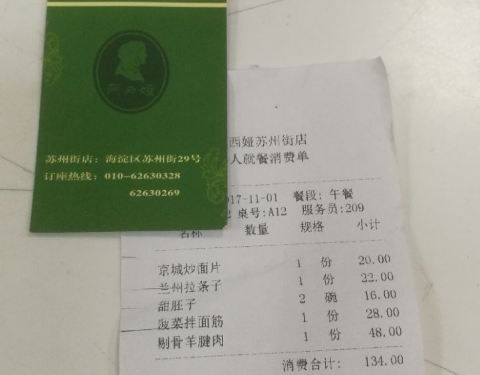 阿西娅
苏州街店：海淀区苏州街29号
订座热线：010-62630328
62630269
西娅苏州街店
人就餐消费单
017-11-01 餐段：午餐
2 桌号：A12 服务员：209
名称 数量 规格 小计
京城炒面片 1 份 20.00
兰州拉条子 1 份 22.00
甜胚子 2 碗 16.00
菠菜拌面筋 1 份 28.00
剔骨羊腱肉 1 份 48.00
消费合计： 134.00